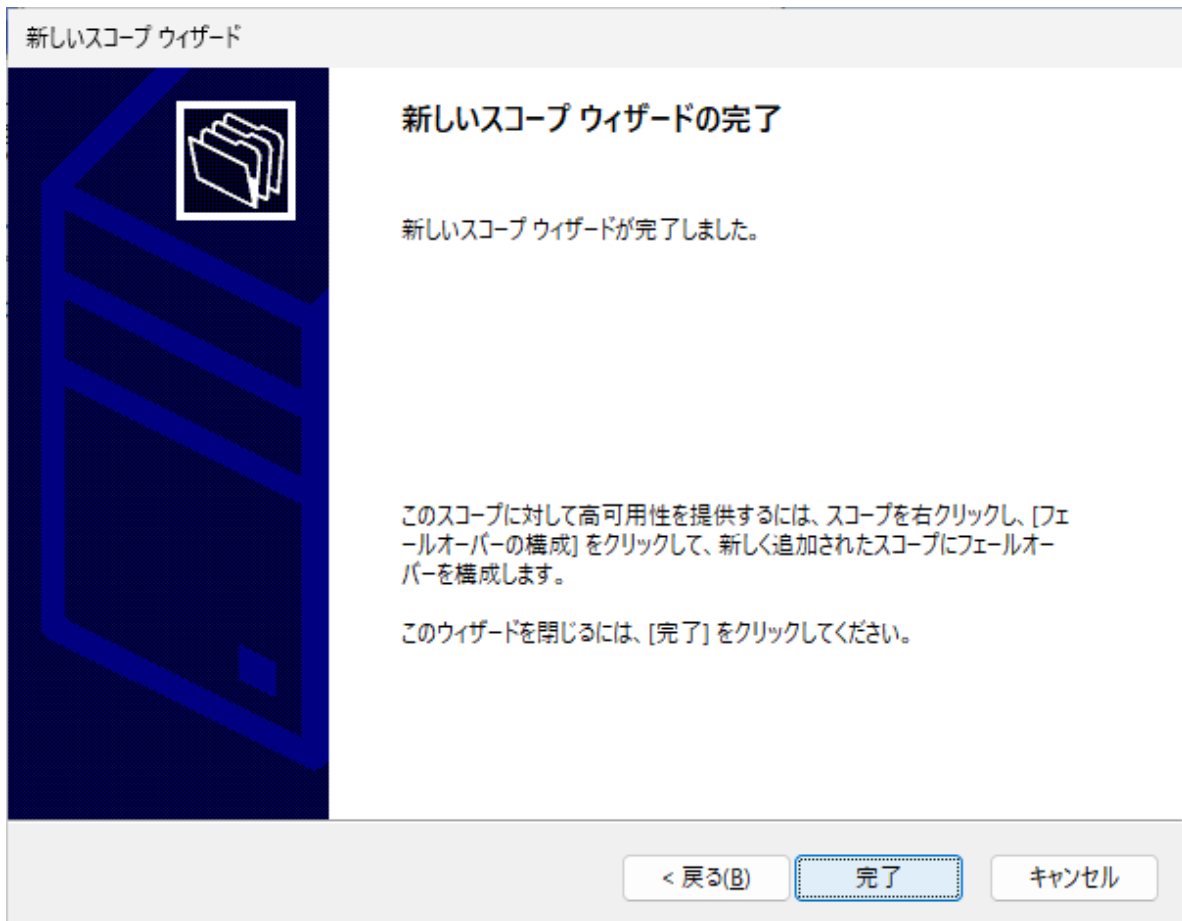 新しいスコープ ウィザード
新しいスコープ ウィザードの完了
新しいスコープ ウィザードが完了しました。
このスコープに対して高可用性を提供するには、スコープを右クリックし、[フェ
ールオーバーの構成] をクリックして、新しく追加されたスコープにフェールオー
バーを構成します。
このウィザードを閉じるには、[完了] をクリックしてください。
< 戻る(B)
完了
キャンセル